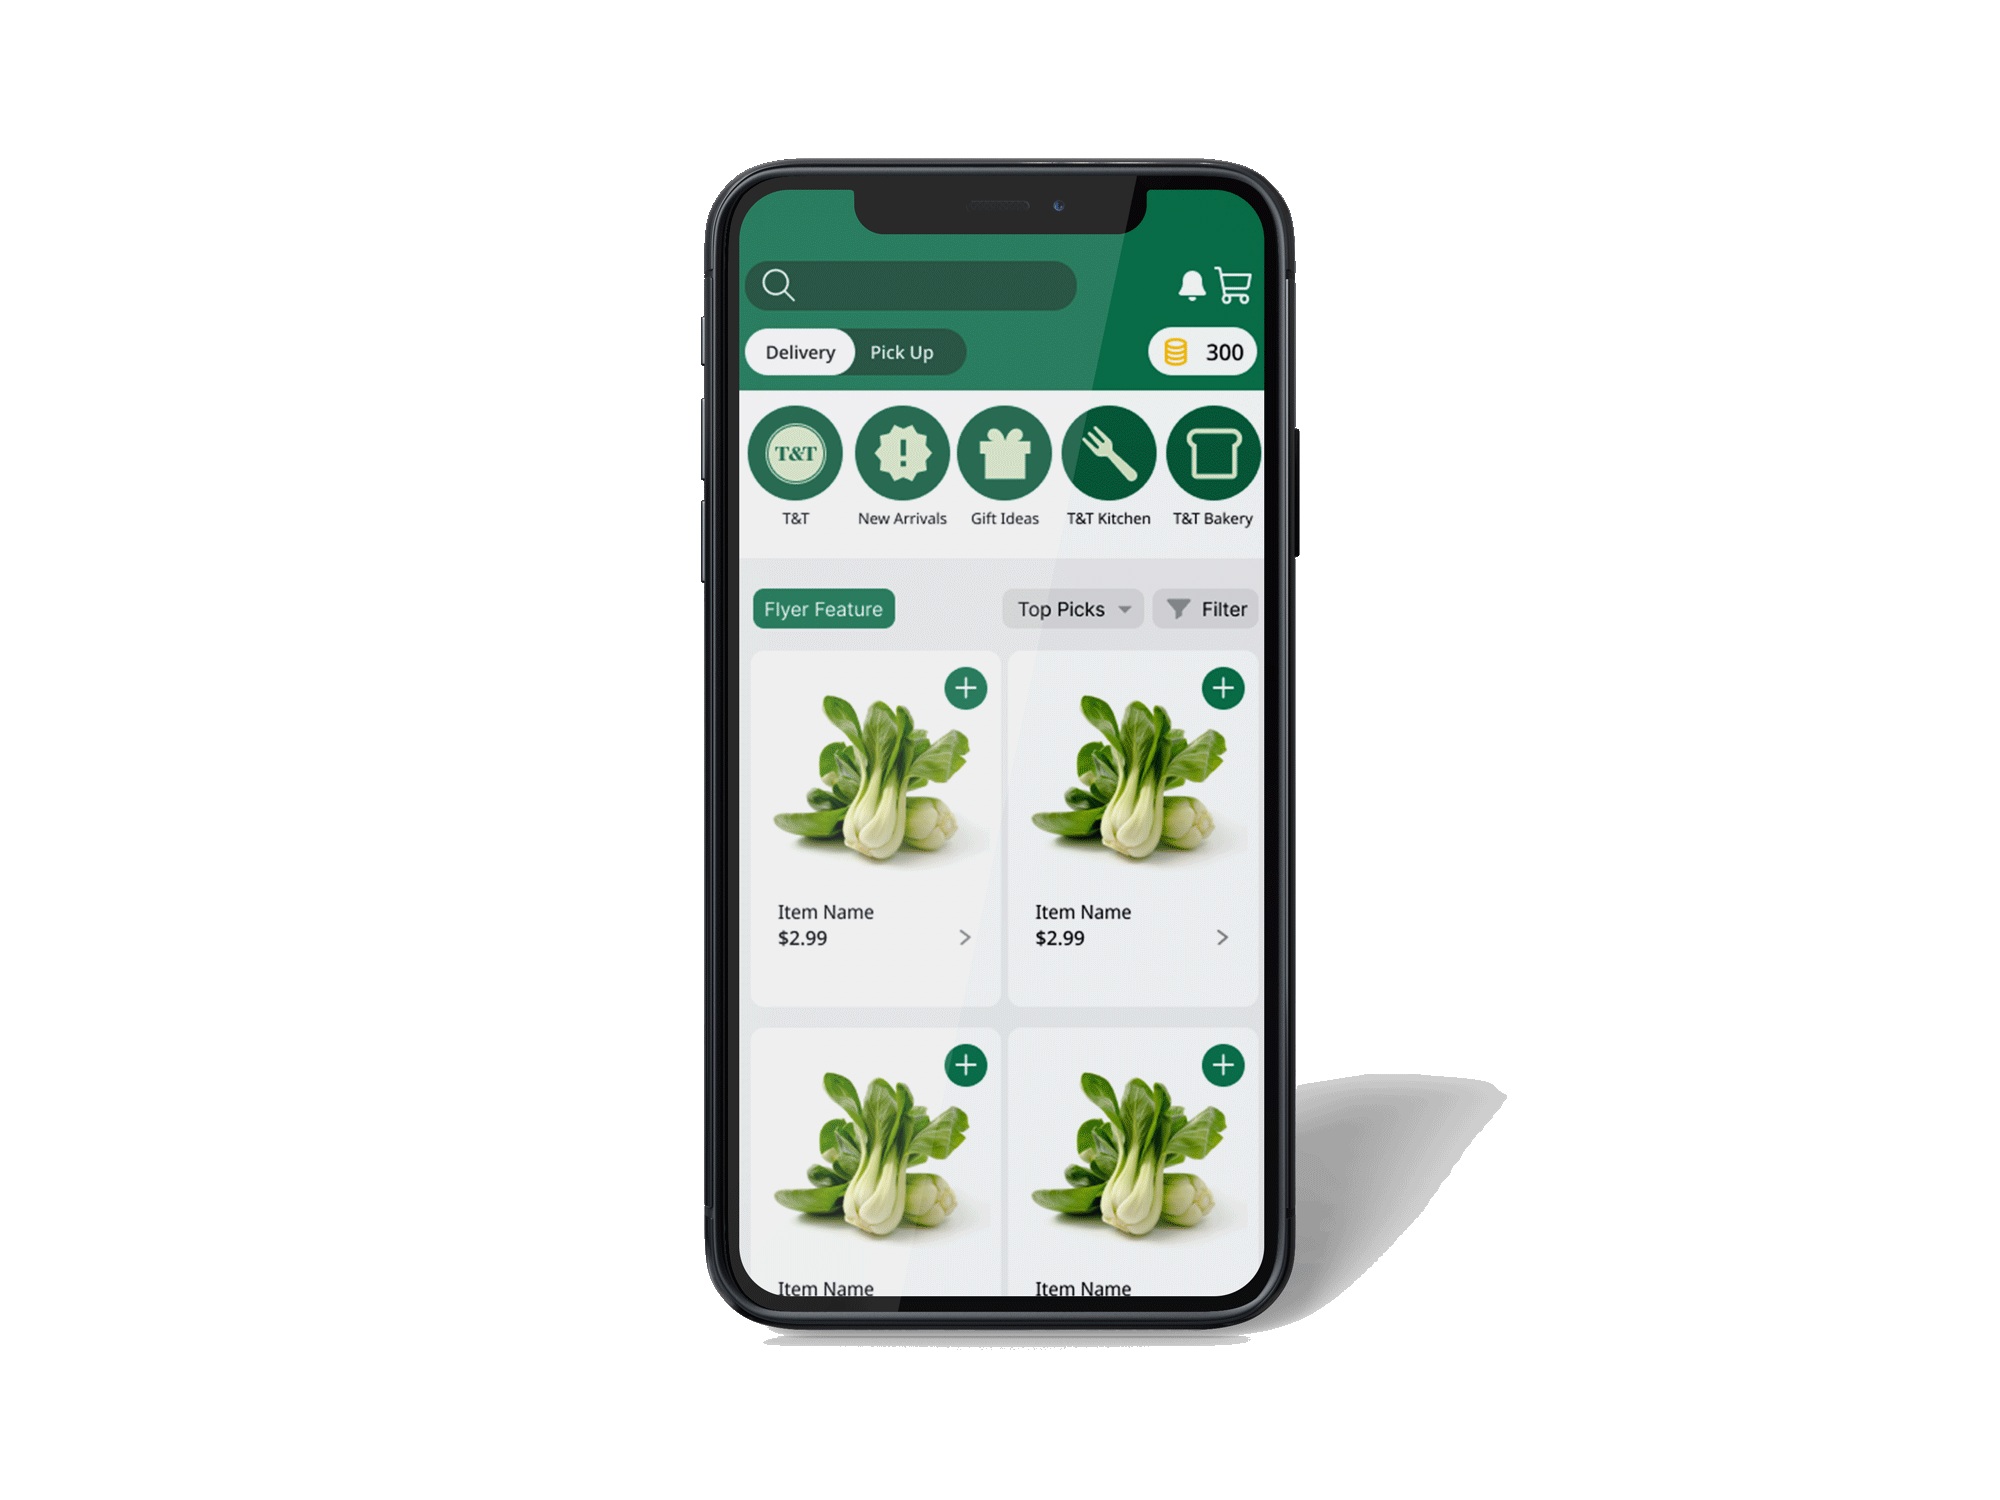 Delivery Pick Up 300
T&T
T&T New Arrivals Gift Ideas T&T Kitchen T&T Bakery
Flyer Feature Top Picks Filter
Item Name Item Name
$2.99 $2.99
Item Name Item Name